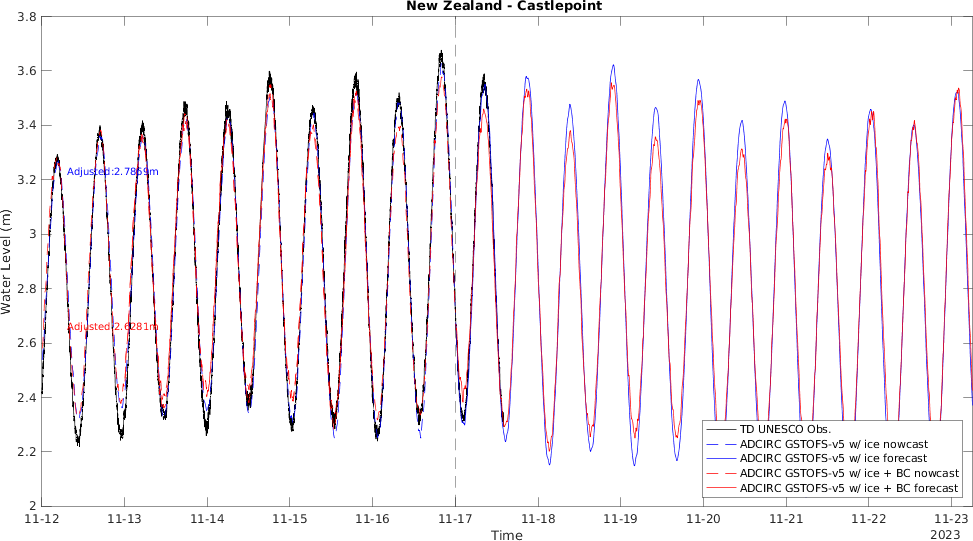 New Zealand - Castlepoint
3.8
3.6
3.4
3.2
3
2.8
2.6
2.4
2.2
2
Water Level (m)
Adjusted:2.7859m
Adjusted:2.6281m
TD UNESCO Obs.
ADCIRC GSTOFS-v5 w/ ice nowcast
ADCIRC GSTOFS-v5 w/ ice forecast
ADCIRC GSTOFS-v5 w/ ice + BC nowcast
ADCIRC GSTOFS-v5 w/ ice + BC forecast
11-12 11-13 11-14 11-15 11-16 11-17 11-18 11-19 11-20 11-21 11-22 11-23
Time 2023